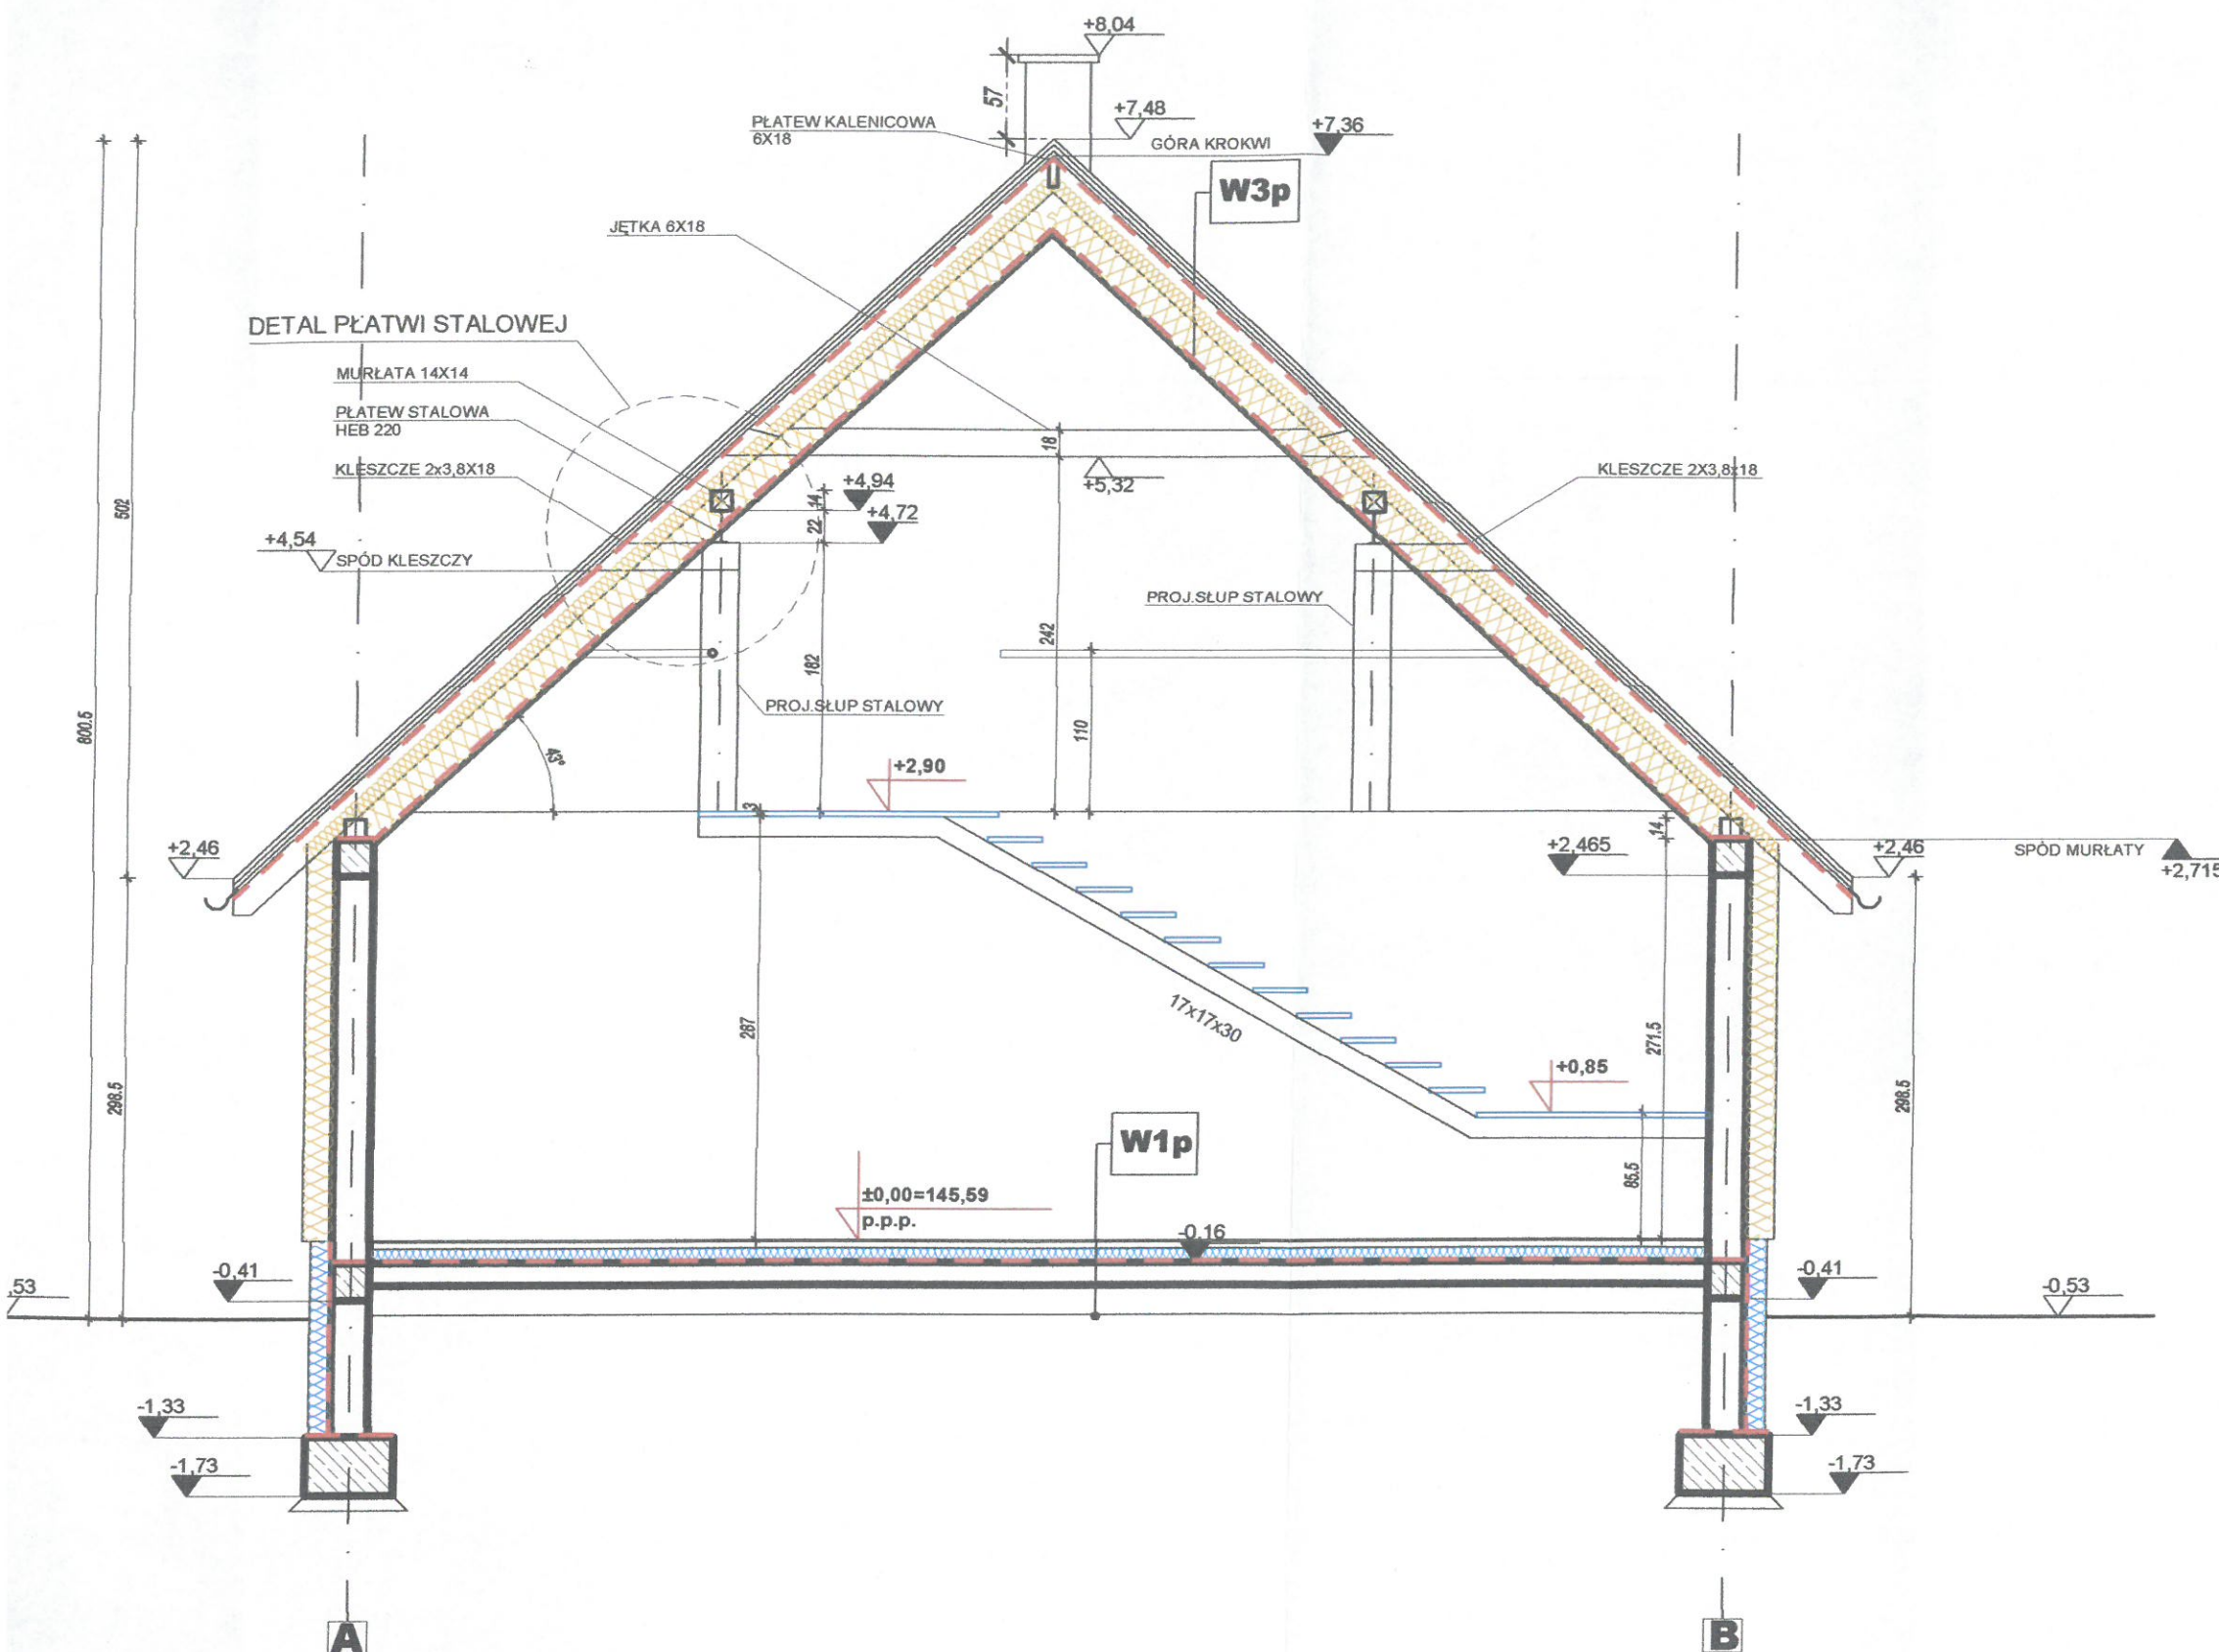 +8,04
57
+7,48
PŁATEW KALENICOWA
6X18
+7,36
GÓRA KROKWI
W3p
JĘTKA 6X18
DETAL PŁATWI STALOWEJ
MURŁATA 14X14
PŁATEW STALOWA
HEB 220
KLESZCZE 2x3,8X18
18
+5,32
KLESZCZE 2X3,8x18
+4,94
14
+4,72
22
502
+4,54
SPÓD KLESZCZY
PROJ.SŁUP STALOWY
242
182
PROJ.SŁUP STALOWY
110
800.5
43°
+2,90
3
14
+2,46
+2,465
+2,46
SPÓD MURŁATY
+2,715
17x17x30
287
271.5
+0,85
298.5
298.5
W1p
85.5
±0,00=145,59
p.p.p.
-0,16
-0,41
-0,41
,53
-0,53
-1,33
-1,33
-1,73
-1,73
A
B